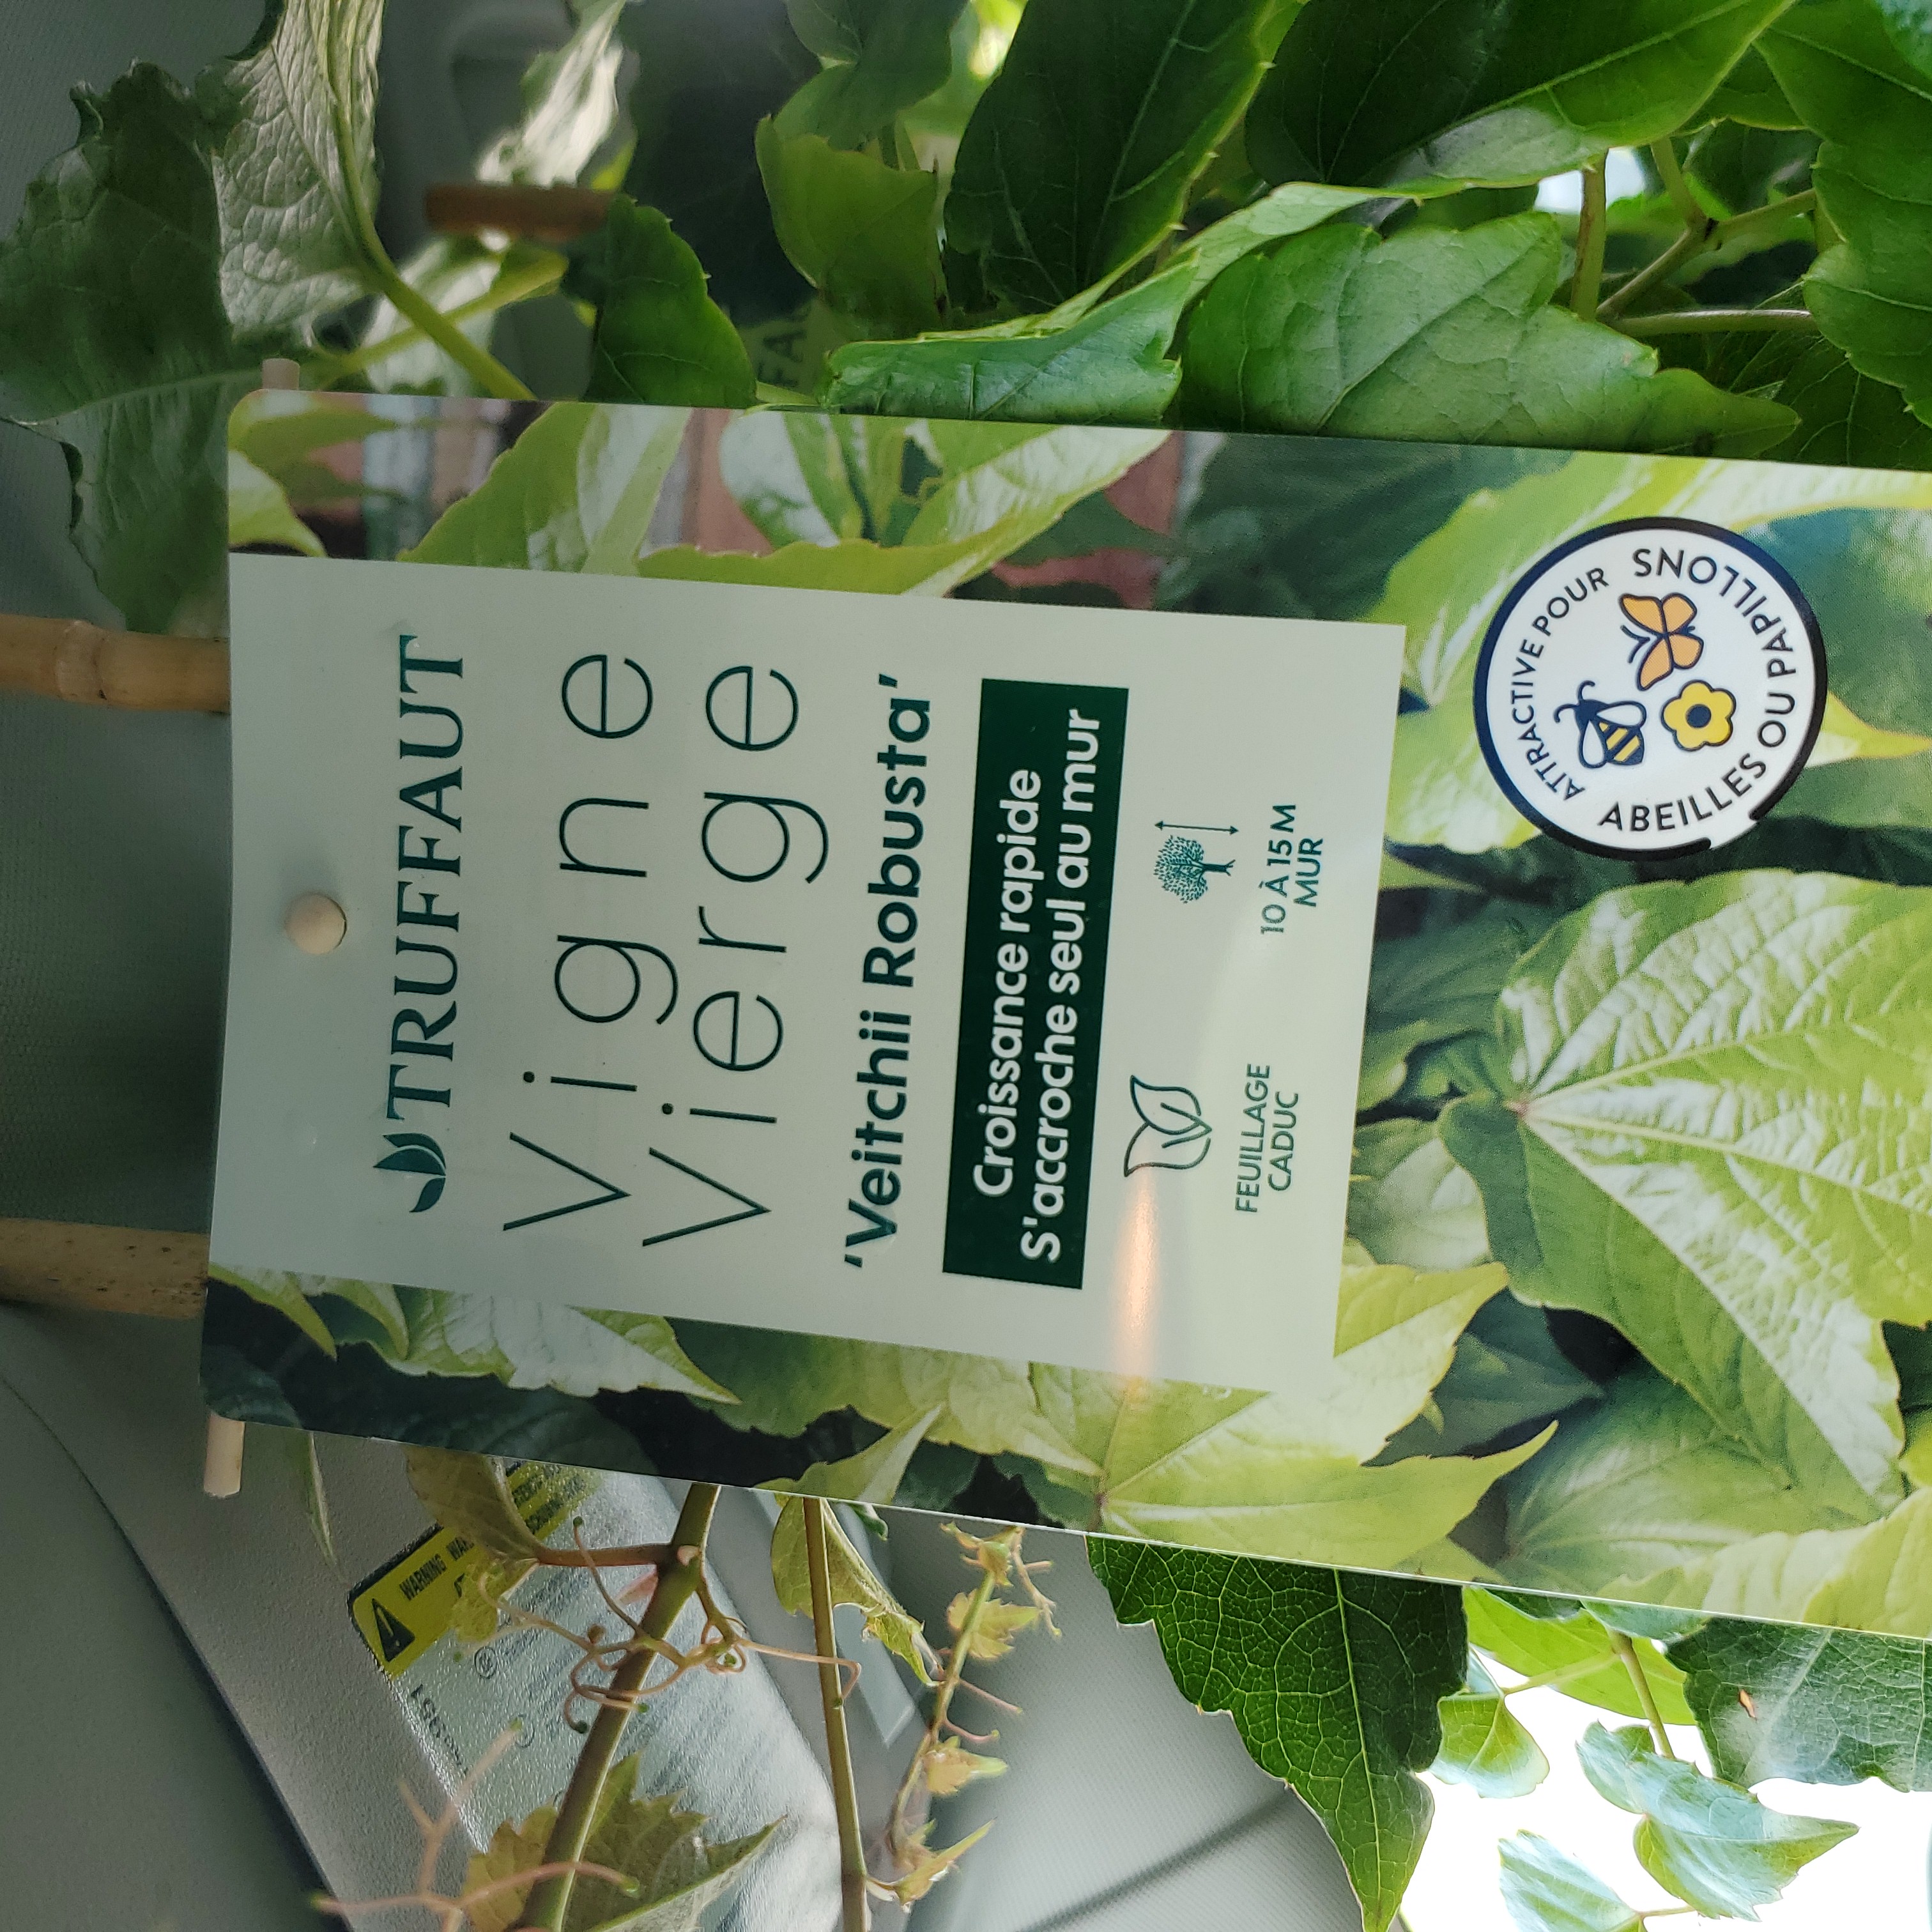 TRUFFAUT
Vigne
Vierge
'Veitchii Robusta'
Croissance rapide
S'accroche seul au mur
FEUILLAGE
CADUC
10 À 15 M
MUR
ATTRACTIVE POUR
ABEILLES OU PAPILLONS
WARNING